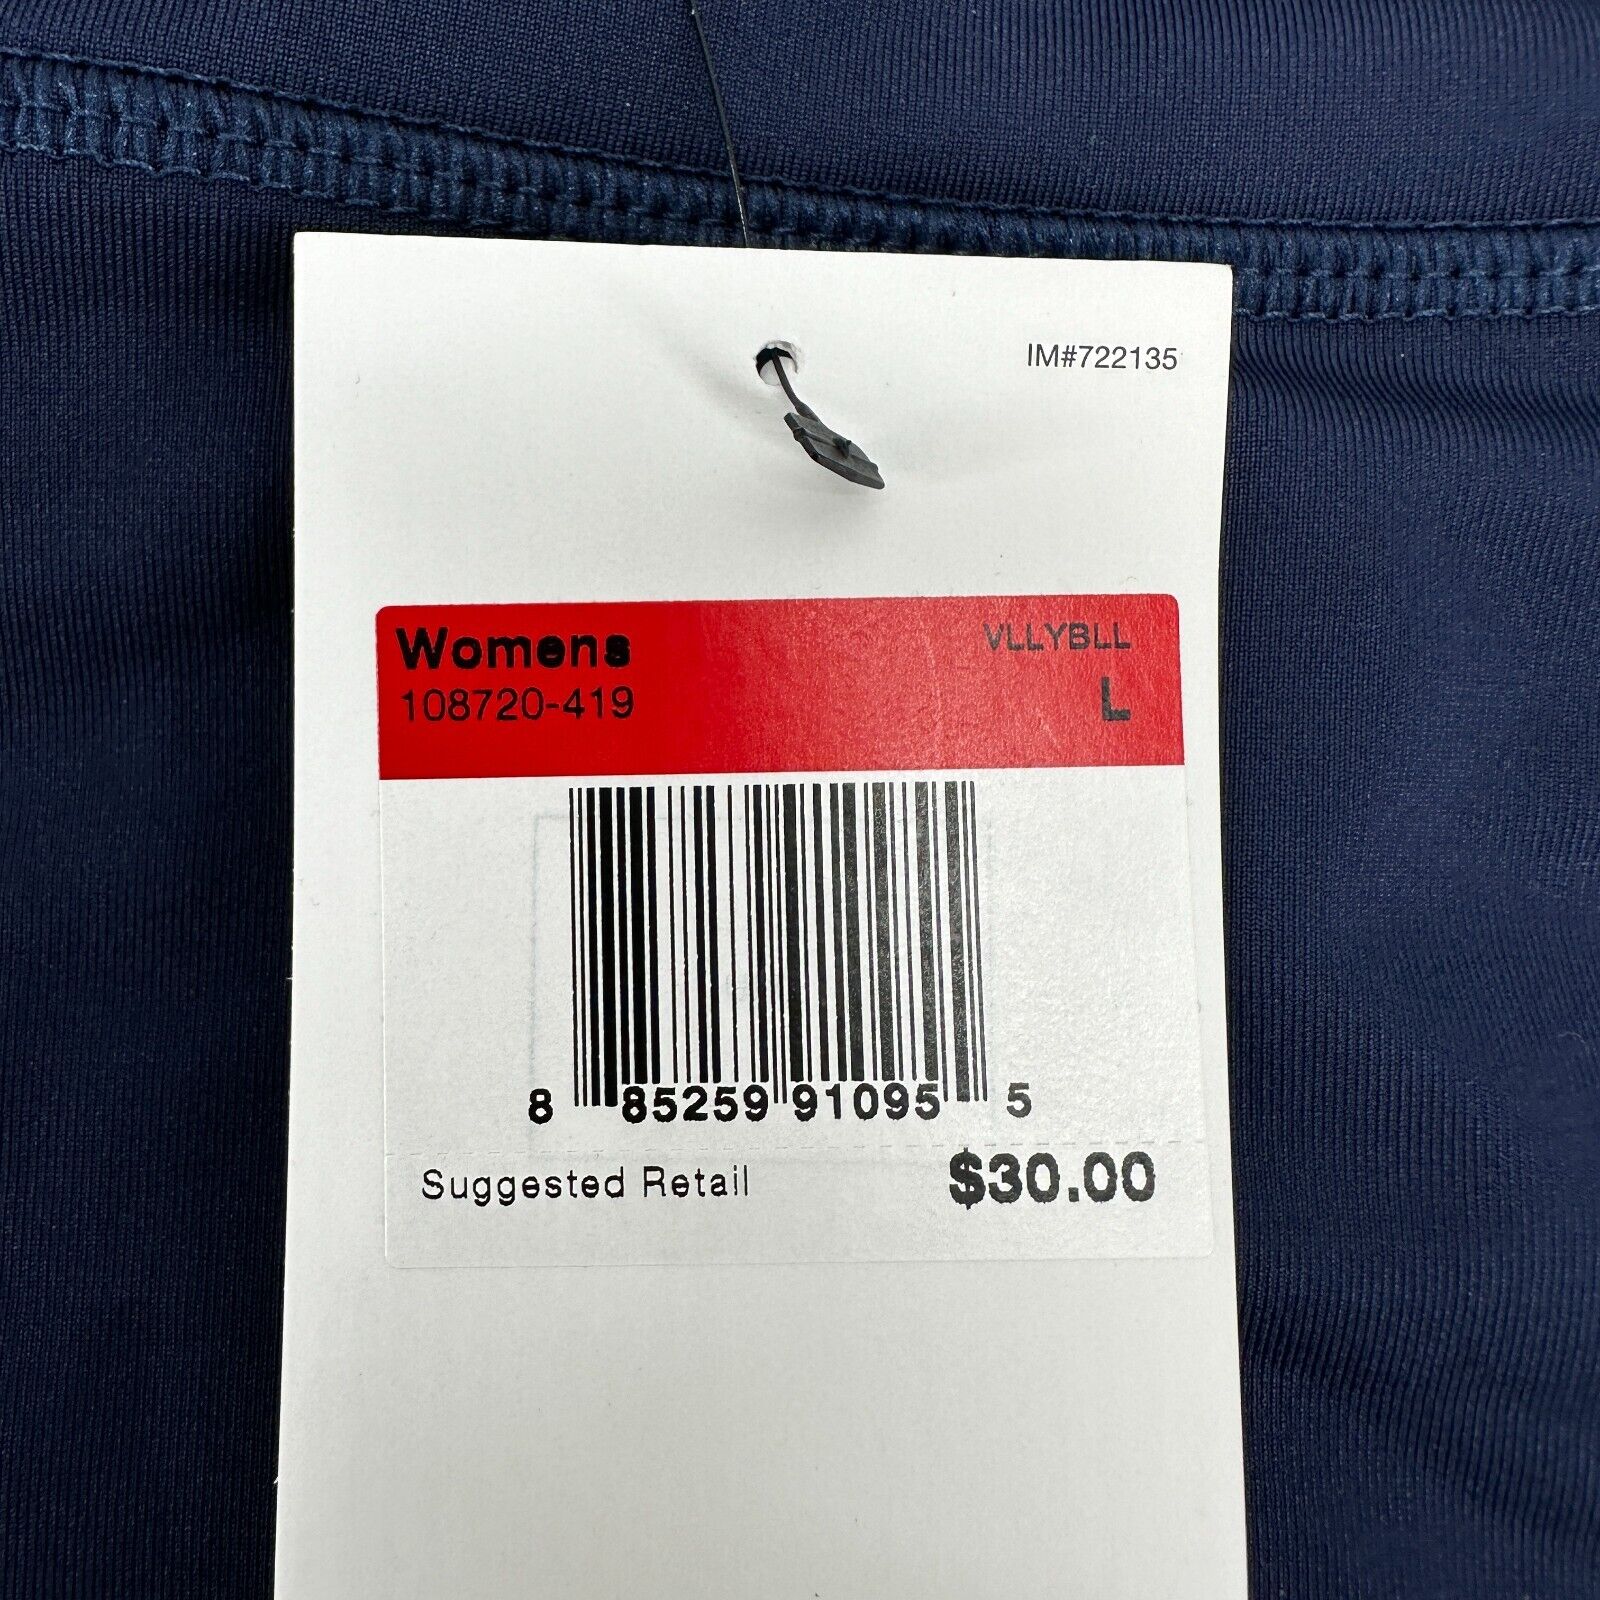 IM#722135
Womens VLLYBLL
108720-419 L
8 85259 91095 5
Suggested Retail $30.00